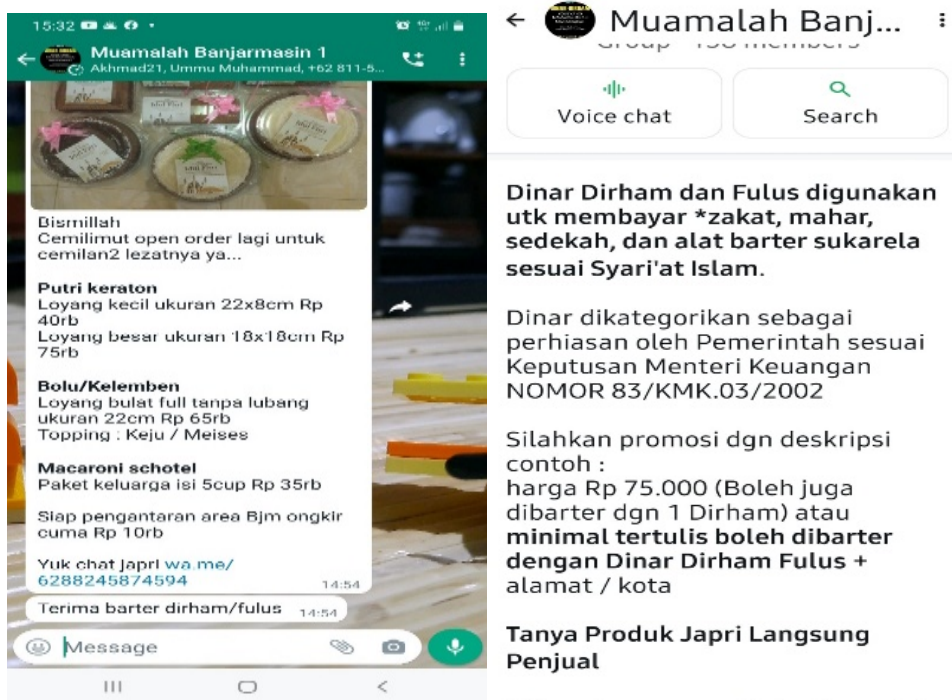 15:32
Muamalah Banjarmasin 1
Akhmad21, Ummu Muhammad, +62 811-5...
Bismillah
Cemilimut open order lagi untuk
cemilan2 lezatnya ya...
Putri keraton
Loyang kecil ukuran 22x8cm Rp
40rb
Loyang besar ukuran 18x18cm Rp
75rb
Bolu/Kelemben
Loyang bulat full tanpa lubang
ukuran 22cm Rp 65rb
Topping : Keju / Meises
Macaroni schotel
Paket keluarga isi 5cup Rp 35rb
Siap pengantaran area Bjm ongkir
cuma Rp 10rb
Yuk chat japri wa.me/
6288245874594
14:54
Terima barter dirham/fulus 14:54
Message
Muamalah Banj...
Voice chat
Search
Dinar Dirham dan Fulus digunakan
utk membayar *zakat, mahar,
sedekah, dan alat barter sukarela
sesuai Syari'at Islam.
Dinar dikategorikan sebagai
perhiasan oleh Pemerintah sesuai
Keputusan Menteri Keuangan
NOMOR 83/KMK.03/2002
Silahkan promosi dgn deskripsi
contoh :
harga Rp 75.000 (Boleh juga
dibarter dgn 1 Dirham) atau
minimal tertulis boleh dibarter
dengan Dinar Dirham Fulus +
alamat / kota
Tanya Produk Japri Langsung
Penjual